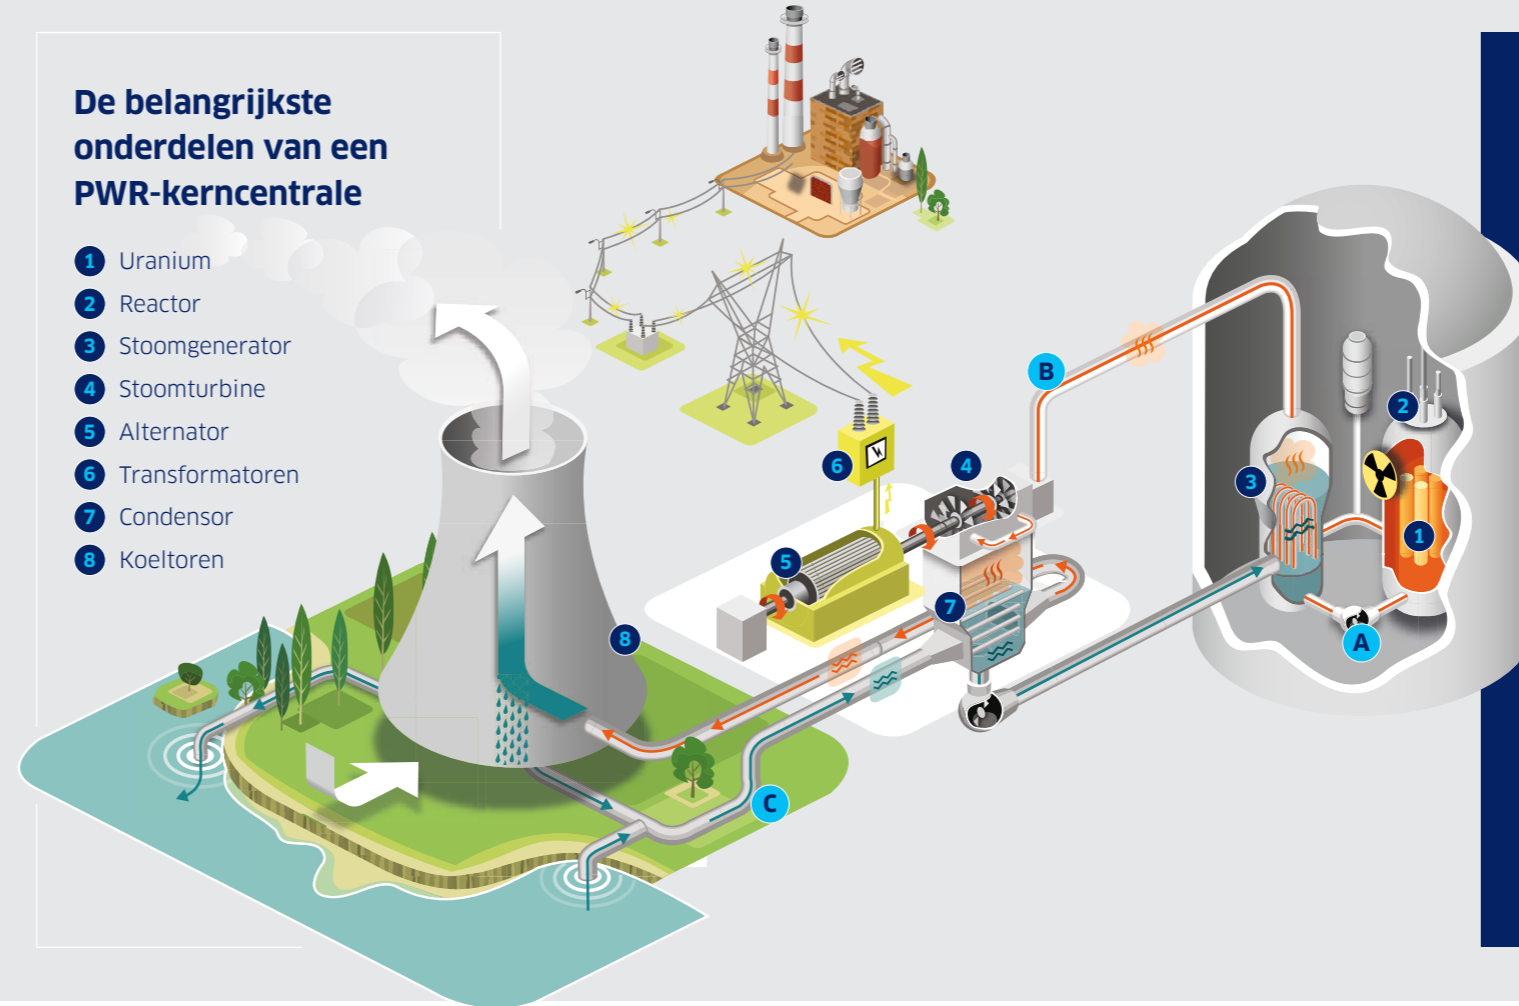 De belangrijkste
onderdelen van een
PWR-kerncentrale
1 Uranium
2 Reactor
3 Stoomgenerator
4 Stoomturbine
5 Alternator
6 Transformatoren
7 Condensor
8 Koeltoren
B
2
6
4
3
1
5
7
8
A
C